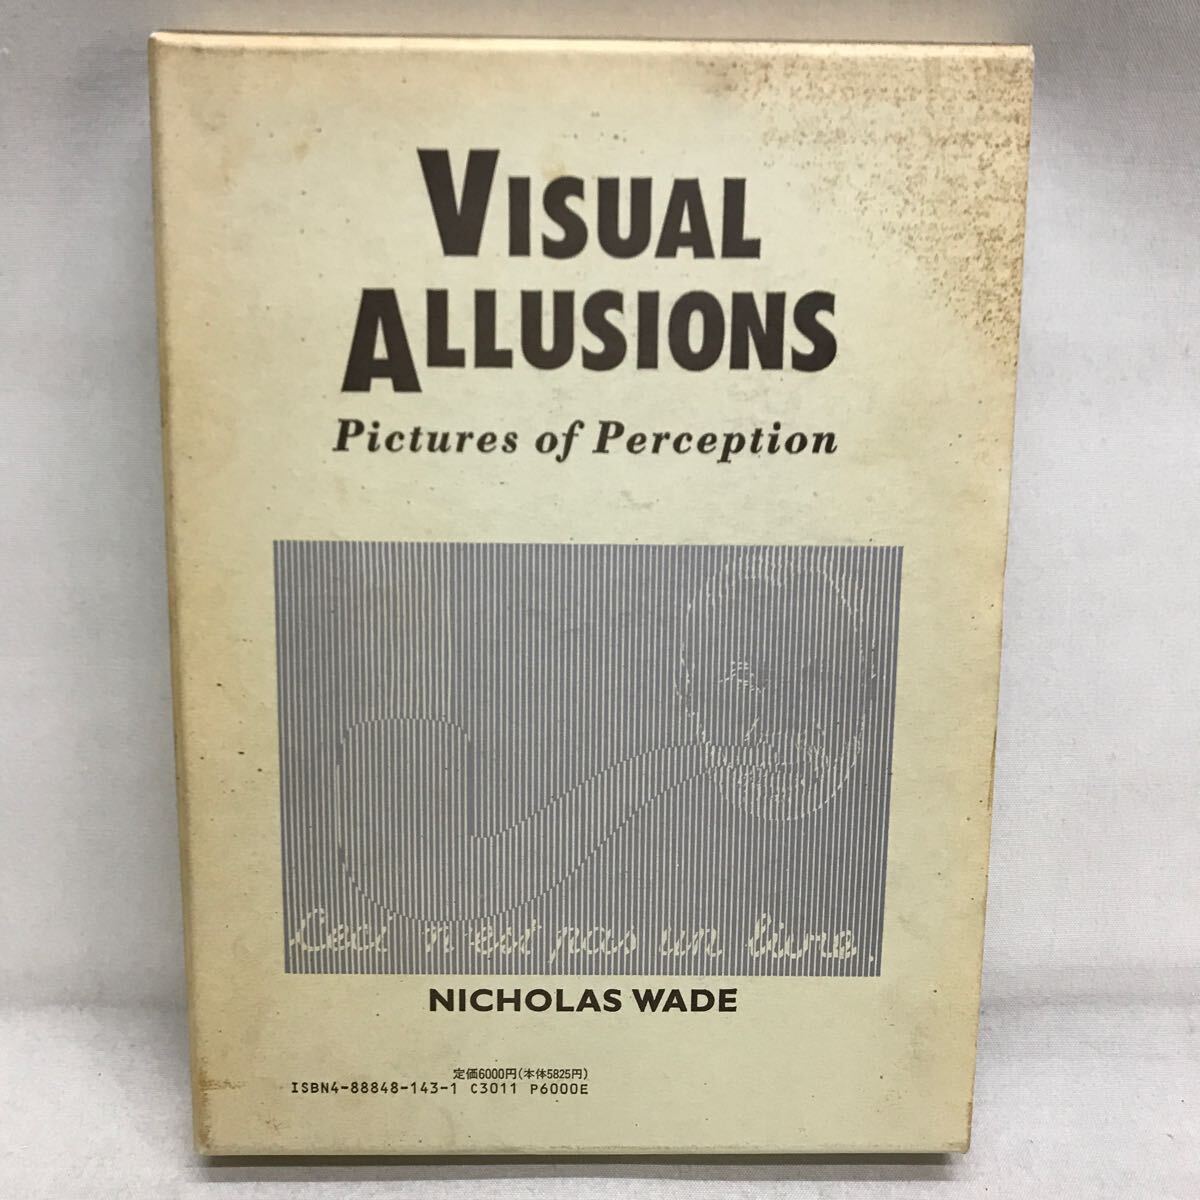 VISUAL
ALLUSIONS
Pictures of Perception
Ceci n'est pas un livre.
NICHOLAS WADE
定価6000円(本体5825円)
ISBN4-88848-143-1 C3011 P6000E